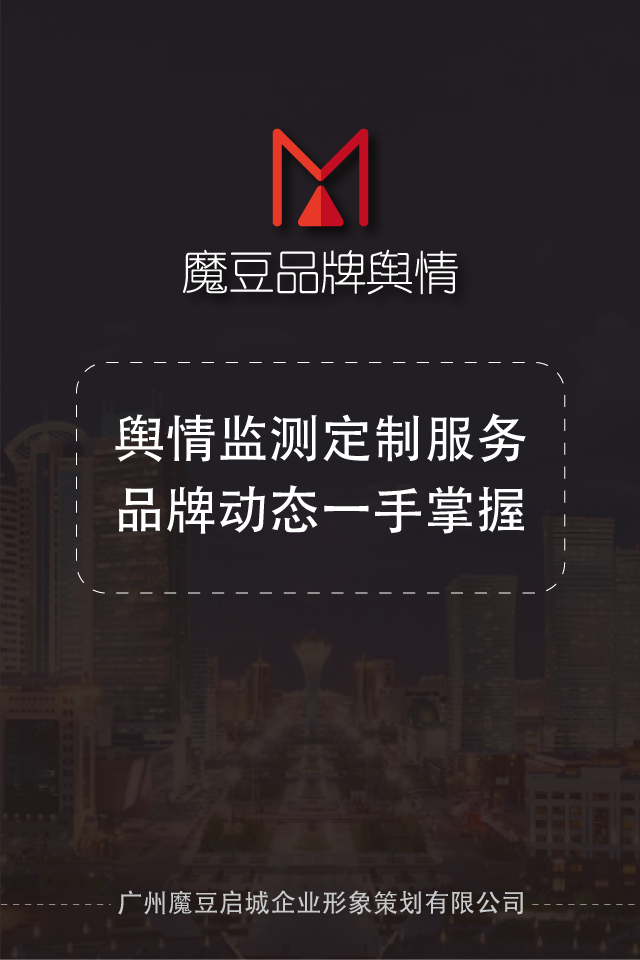 魔豆品牌舆情
舆情监测定制服务
品牌动态一手掌握
广州魔豆启城企业形象策划有限公司